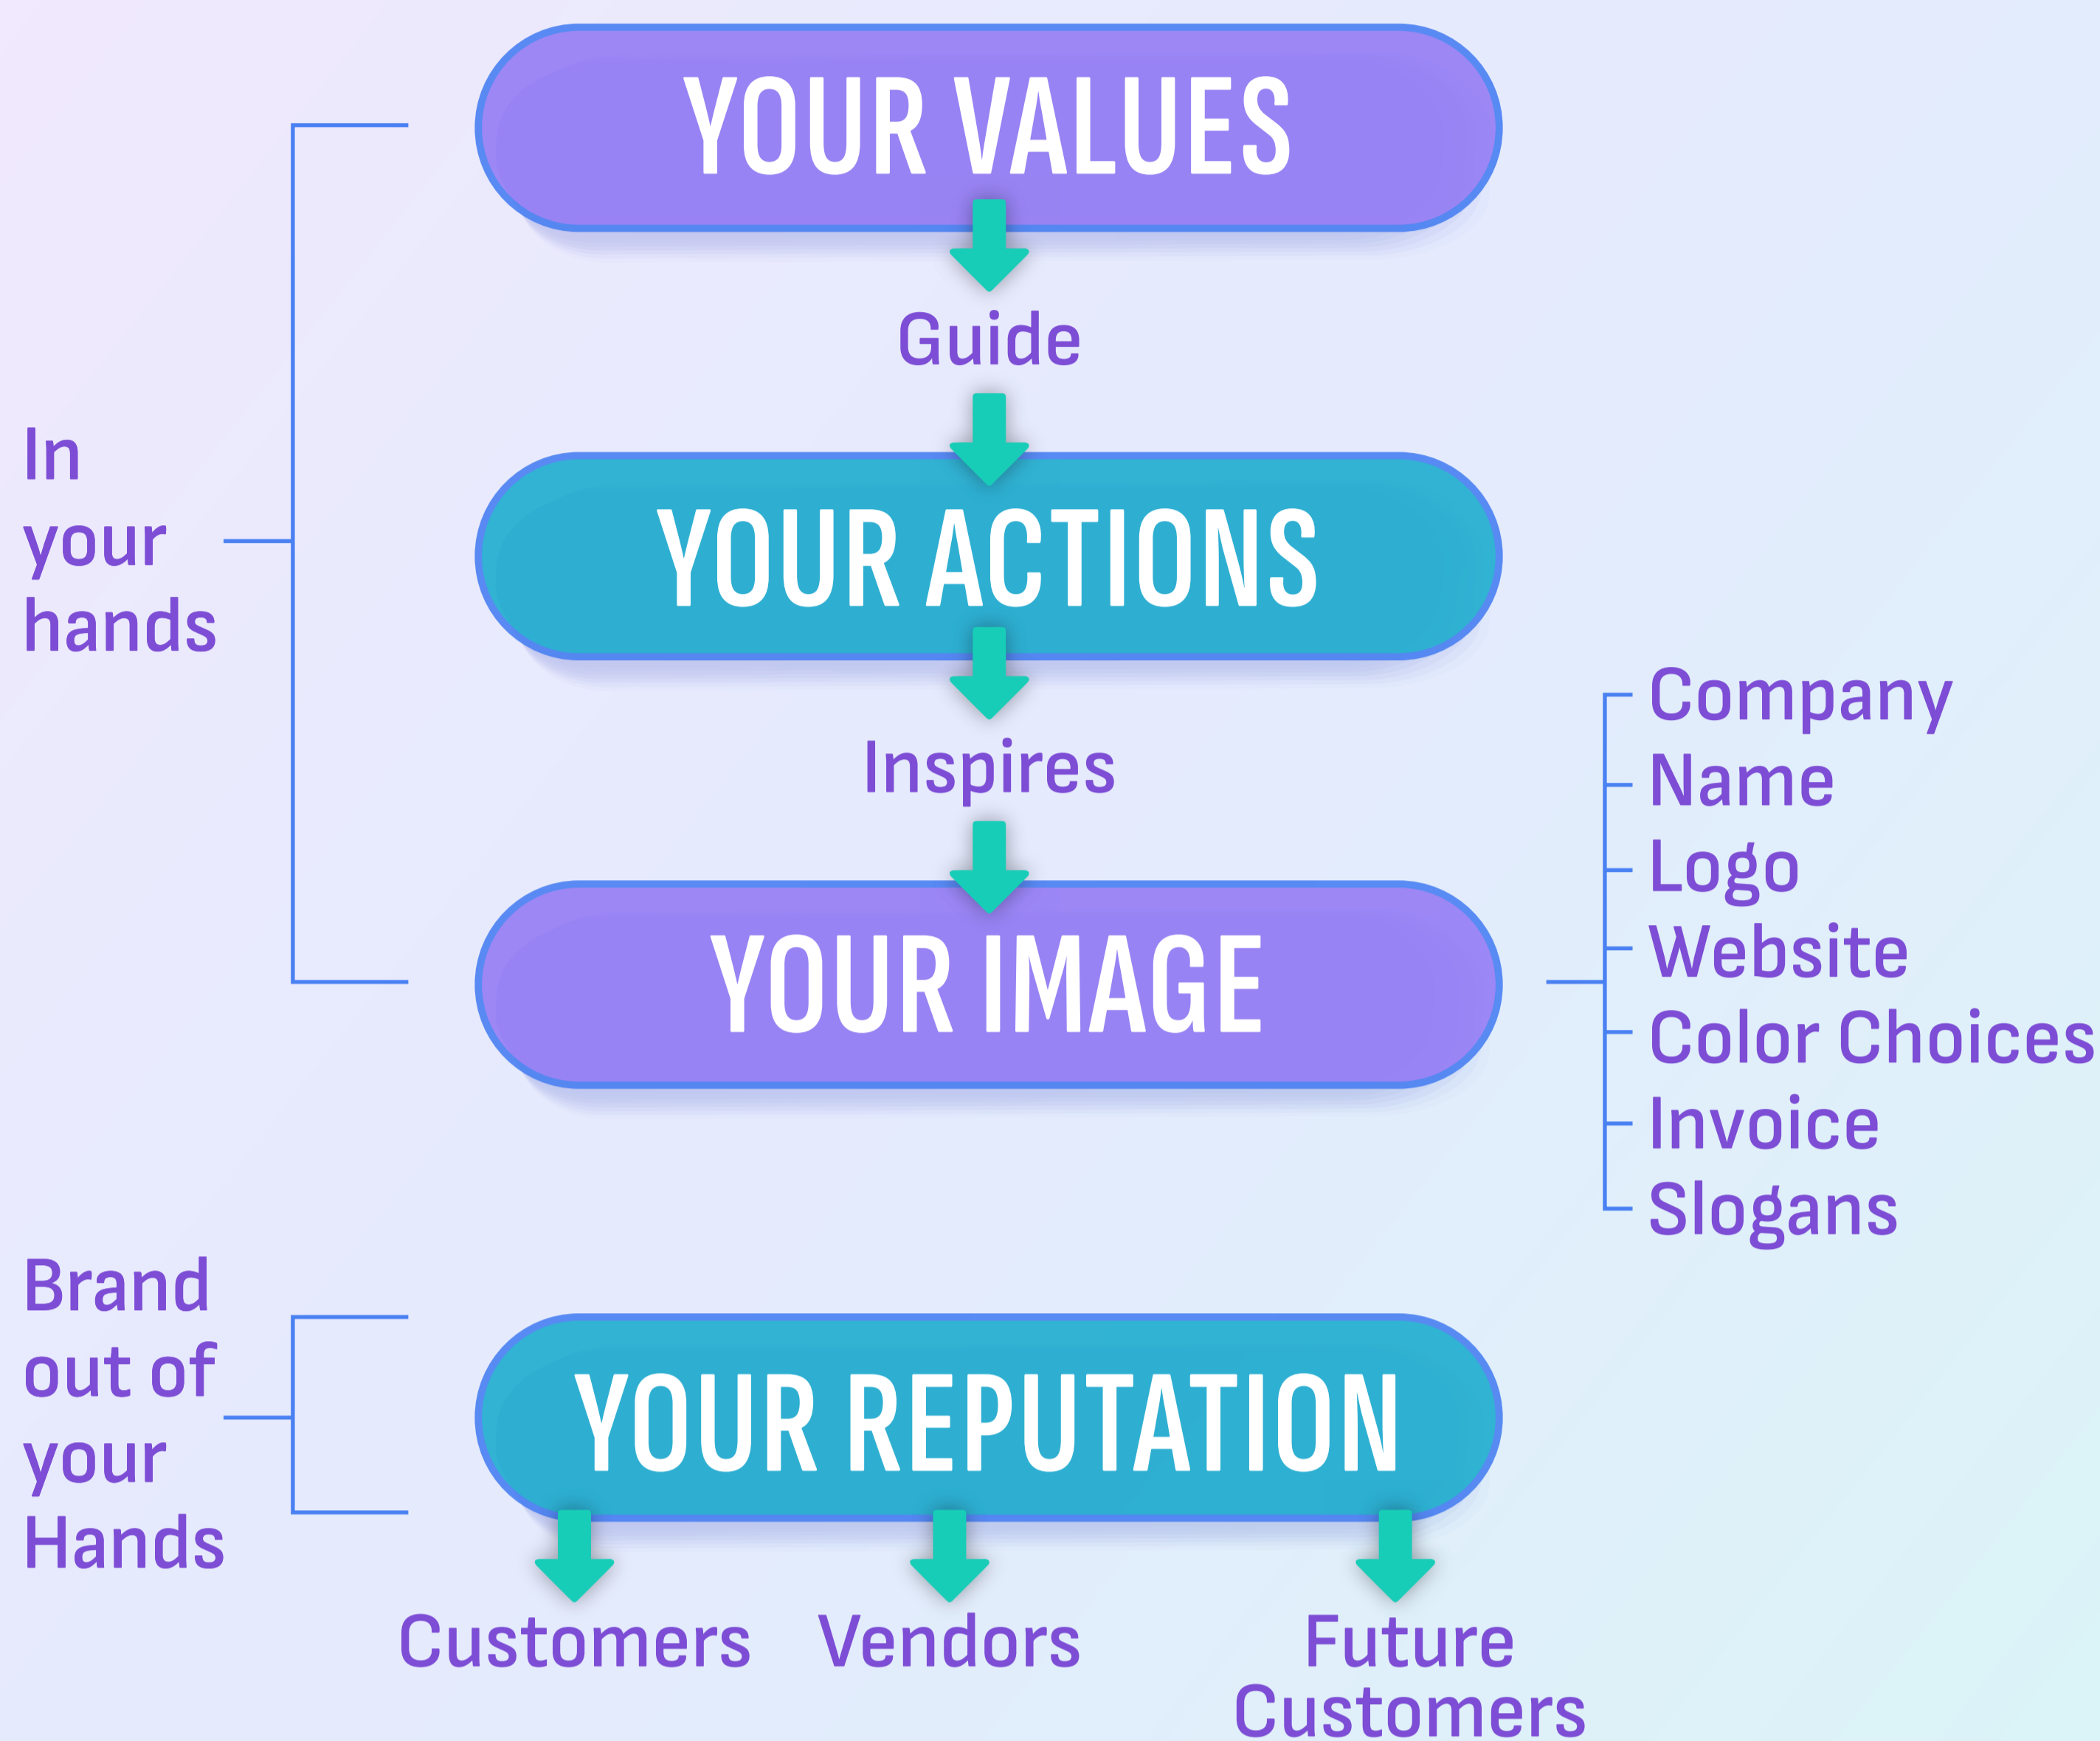 YOUR VALUES
Guide
In
your
hands
YOUR ACTIONS
Inspires
YOUR IMAGE
Company
Name
Logo
Website
Color Choices
Invoice
Slogans
Brand
out of
your
Hands
YOUR REPUTATION
Customers
Vendors
Future
Customers